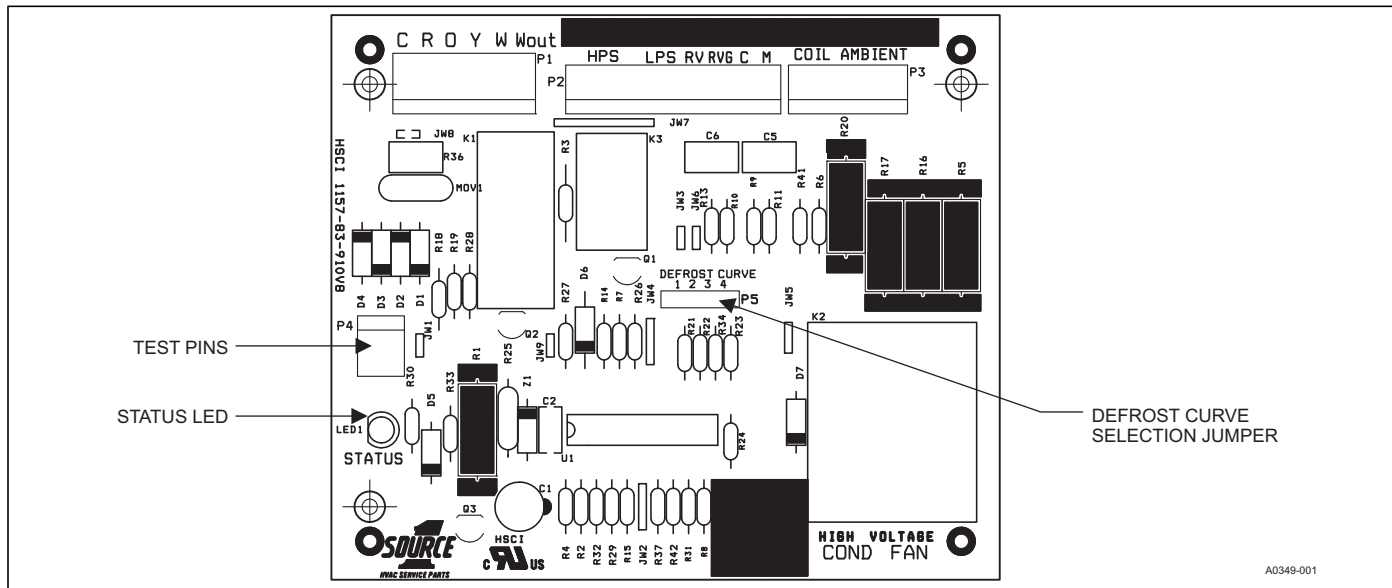 C R O Y W Wout
P1
HPS LPS RV RVG C M
P2
COIL AMBIENT
P3
JW7
JW8
K1
R3
K3
C6
C5
R20
R36
MOV1
HSCI 1157-83-910VB
R17
R16
R5
JW3
JW6
R13
R10
R9
R11
R41
R6
R18
R19
R28
Q1
D6
DEFROST CURVE
1 2 3 4
P5
D4
D3
D2
D1
R27
R14
R7
R26
JW4
JW5
K2
P4
JW1
Q2
JW9
R21
R22
R34
R23
TEST PINS
R1
R25
R30
R33
D5
Z1
C2
D7
STATUS LED
LED1
STATUS
U1
R24
DEFROST CURVE
SELECTION JUMPER
Q3
C1
HSCI
R4
R2
R32
R29
R15
JW2
R37
R42
R31
R8
SOURCE 1
HVAC SERVICE PARTS
C US
HIGH VOLTAGE
COND FAN
A0349-001